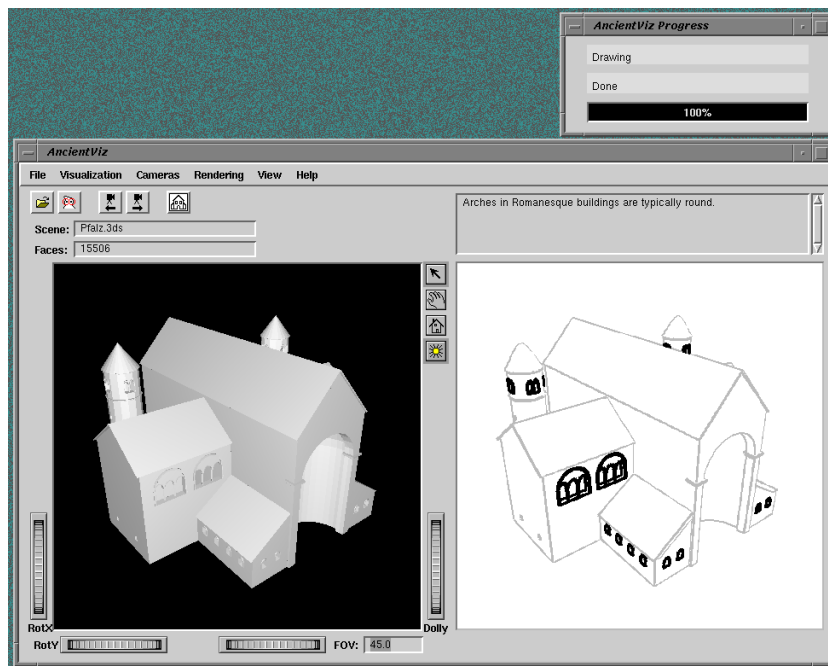 AncientViz Progress
Drawing
Done
100%
AncientViz
File Visualization Cameras Rendering View Help
Scene: Pfalz.3ds
Faces: 15506
Arches in Romanesque buildings are typically round.
RotX
Dolly
RotY
FOV: 45.0